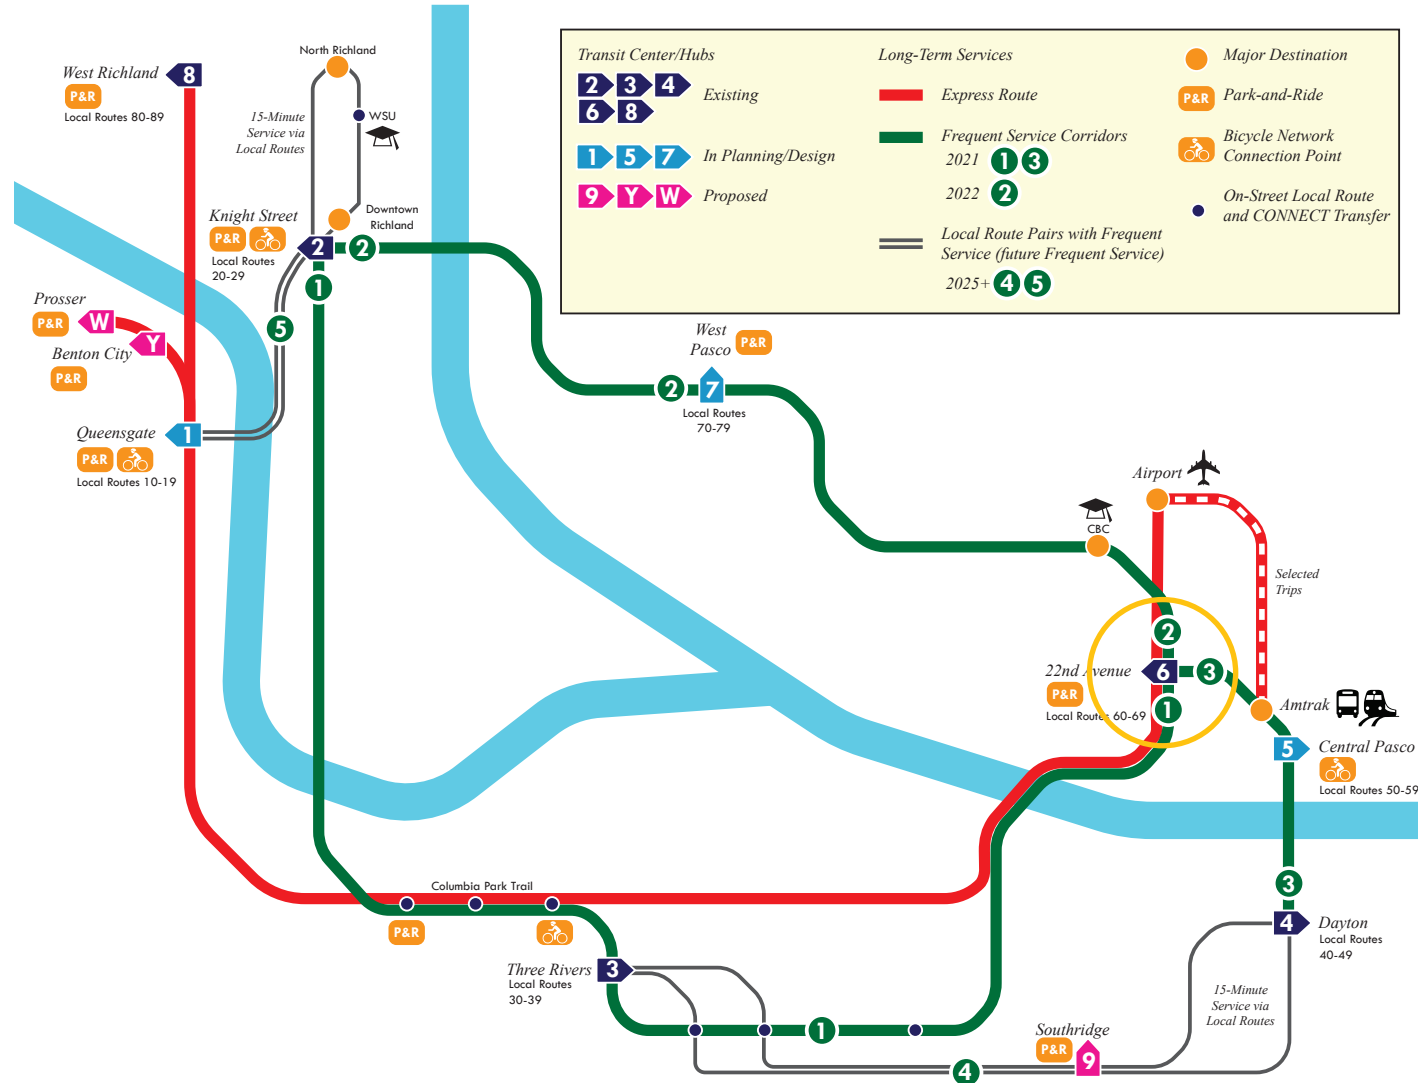 North Richland
West Richland
8
P&R
Local Routes 80-89
15-Minute
Service via
Local Routes
WSU
Knight Street
P&R
Local Routes
20-29
Downtown
Richland
2
2
1
5
Prosser
P&R
W
Benton City
Y
P&R
Queensgate
1
P&R
Local Routes 10-19
Transit Center/Hubs
2 3 4
6 8
Existing
1 5 7
In Planning/Design
9 Y W
Proposed
Long-Term Services
Express Route
Frequent Service Corridors
2021 1 3
2022 2
Local Route Pairs with Frequent
Service (future Frequent Service)
2025+ 4 5
Major Destination
P&R
Park-and-Ride
Bicycle Network
Connection Point
On-Street Local Route
and CONNECT Transfer
West
Pasco
P&R
2
7
Local Routes
70-79
Airport
CBC
Selected
Trips
2
22nd Avenue
6
3
P&R
Local Routes 60-69
1
Amtrak
5
Central Pasco
Local Routes 50-59
3
4
Dayton
Local Routes
40-49
Columbia Park Trail
P&R
Three Rivers
3
Local Routes
30-39
1
15-Minute
Service via
Local Routes
Southridge
P&R
9
4